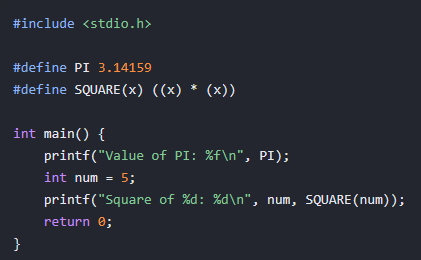 #include <stdio.h>

#define PI 3.14159
#define SQUARE(x) ((x) * (x))

int main() {
    printf("Value of PI: %f\n", PI);
    int num = 5;
    printf("Square of %d: %d\n", num, SQUARE(num));
    return 0;
}